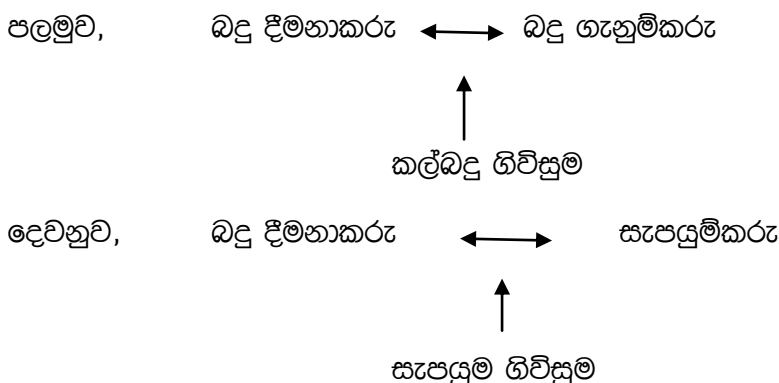 පලමුව, බදු දීමනාකරු බදු ගැනුම්කරු
කල්බදු ගිවිසුම
දෙවනුව, බදු දීමනාකරු සැපයුම්කරු
සැපයුම ගිවිසුම